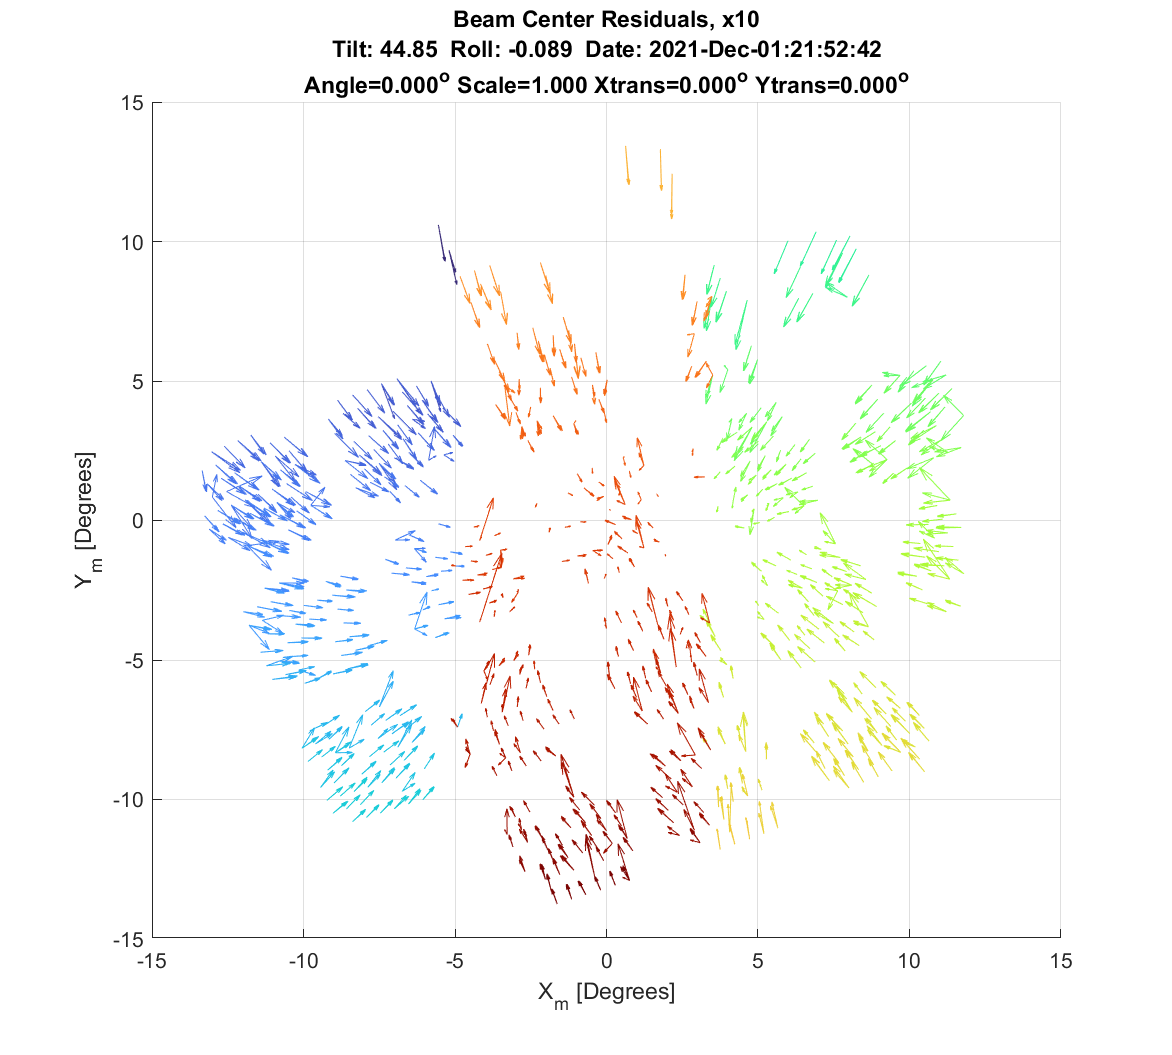 Beam Center Residuals, x10
Tilt: 44.85 Roll: -0.089 Date: 2021-Dec-01:21:52:42
Angle=0.000° Scale=1.000 Xtrans=0.000° Ytrans=0.000°
15
10
5
0
-5
-10
-15
Y_m [Degrees]
-15 -10 -5 0 5 10 15
X_m [Degrees]